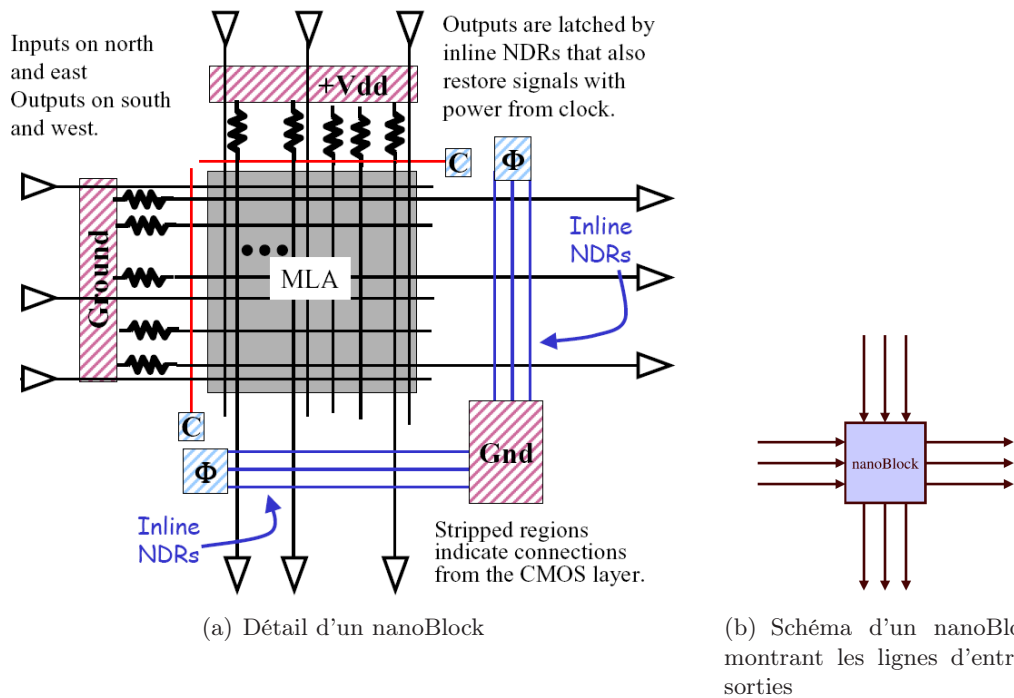 Inputs on north
and east
Outputs on south
and west.
+Vdd
Outputs are latched by
inline NDRs that also
restore signals with
power from clock.
C
Φ
Ground
Inline
NDRs
MLA
C
Φ
Gnd
Inline
NDRs
Stripped regions
indicate connections
from the CMOS layer.
nanoBlock
(a) Détail d'un nanoBlock
(b) Schéma d'un nanoBlo
montrant les lignes d'entr
sorties